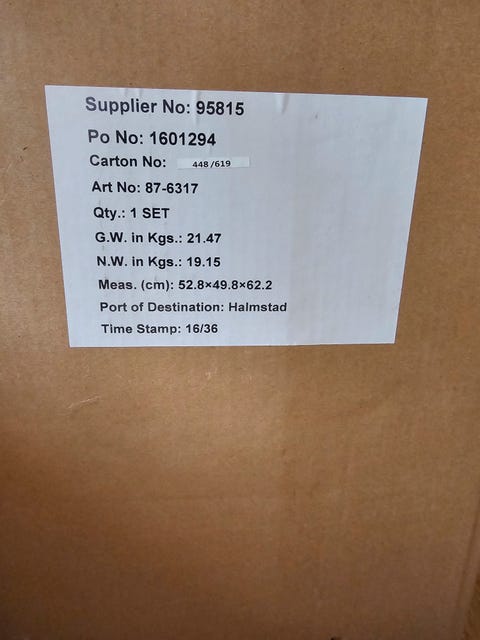 Supplier No: 95815
Po No: 1601294
Carton No: 448/619
Art No: 87-6317
Qty.: 1 SET
G.W. in Kgs.: 21.47
N.W. in Kgs.: 19.15
Meas. (cm): 52.8×49.8×62.2
Port of Destination: Halmstad
Time Stamp: 16/36